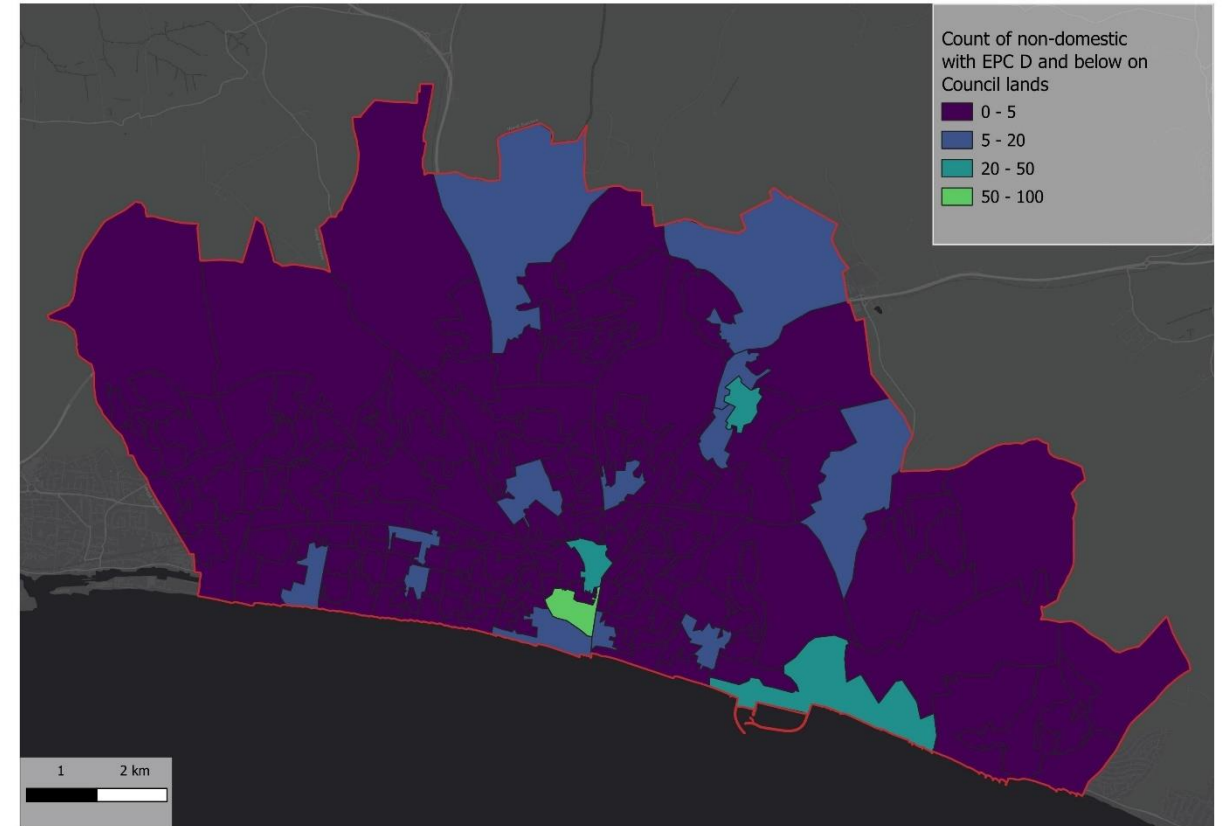 Count of non-domestic
with EPC D and below on
Council lands
0 - 5
5 - 20
20 - 50
50 - 100
1 2 km